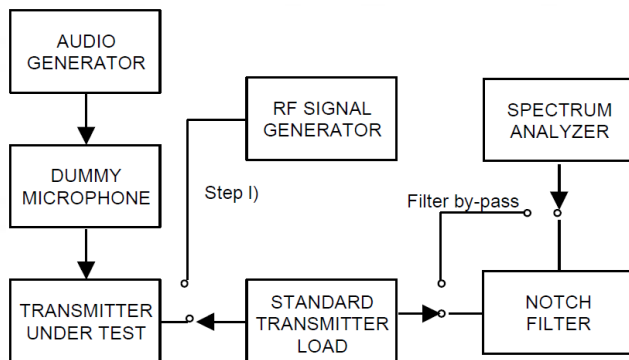 AUDIO
GENERATOR
RF SIGNAL
GENERATOR
SPECTRUM
ANALYZER
DUMMY
MICROPHONE
Step I)
Filter by-pass
TRANSMITTER
UNDER TEST
STANDARD
TRANSMITTER
LOAD
NOTCH
FILTER